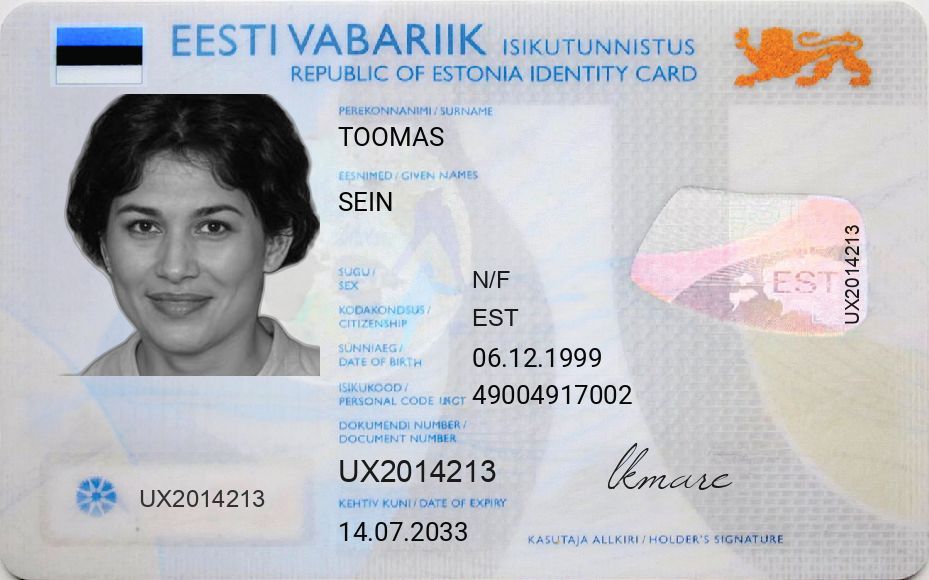 EESTI VABARIIK ISIKUTUNNISTUS
REPUBLIC OF ESTONIA IDENTITY CARD
PEREKONNANIMI / SURNAME
TOOMAS
EESNIMED / GIVEN NAMES
SEIN
SUGU /
SEX
N/F
KODAKONDSUS /
CITIZENSHIP
EST
SÜNNIAEG /
DATE OF BIRTH
06.12.1999
ISIKUKOOD /
PERSONAL CODE
49004917002
DOKUMENDI NUMBER /
DOCUMENT NUMBER
UX2014213
KEHTIV KUNI / DATE OF EXPIRY
14.07.2033
UX2014213
EST
UX2014213
KASUTAJA ALLKIRI / HOLDER'S SIGNATURE